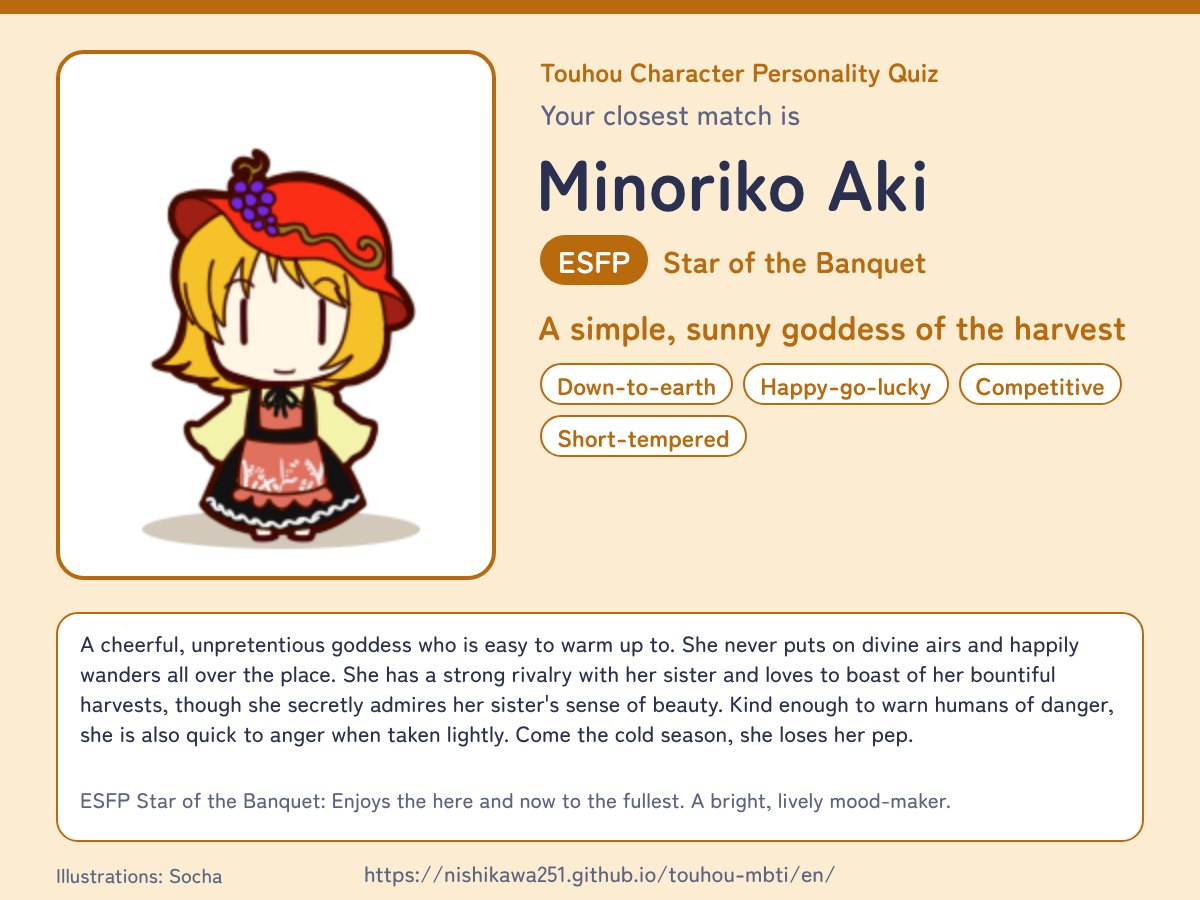 Touhou Character Personality Quiz
Your closest match is
Minoriko Aki
ESFP Star of the Banquet
A simple, sunny goddess of the harvest
Down-to-earth Happy-go-lucky Competitive
Short-tempered
A cheerful, unpretentious goddess who is easy to warm up to. She never puts on divine airs and happily
wanders all over the place. She has a strong rivalry with her sister and loves to boast of her bountiful
harvests, though she secretly admires her sister's sense of beauty. Kind enough to warn humans of danger,
she is also quick to anger when taken lightly. Come the cold season, she loses her pep.
ESFP Star of the Banquet: Enjoys the here and now to the fullest. A bright, lively mood-maker.
Illustrations: Socha https://nishikawa251.github.io/touhou-mbti/en/